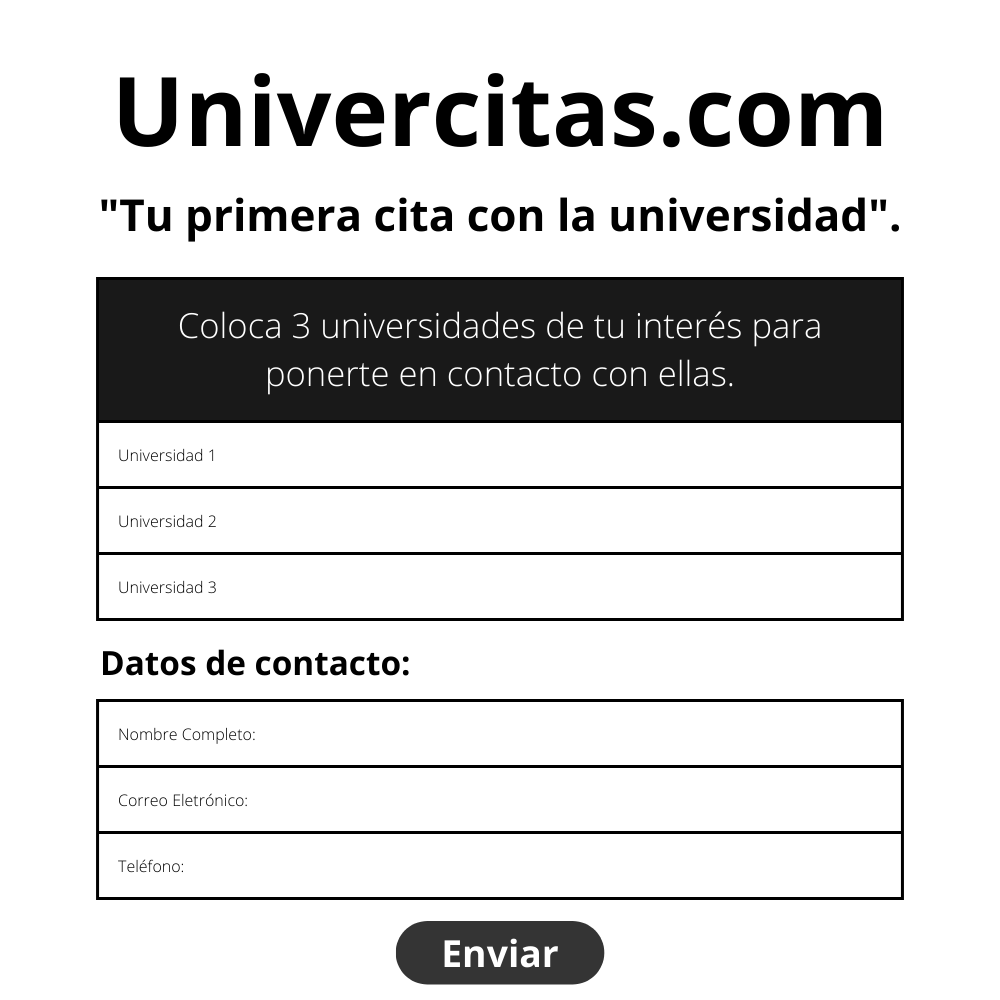 Univercitas.com
"Tu primera cita con la universidad".
Coloca 3 universidades de tu interés para
ponerte en contacto con ellas.
Universidad 1
Universidad 2
Universidad 3
Datos de contacto:
Nombre Completo:
Correo Eletrónico:
Teléfono:
Enviar